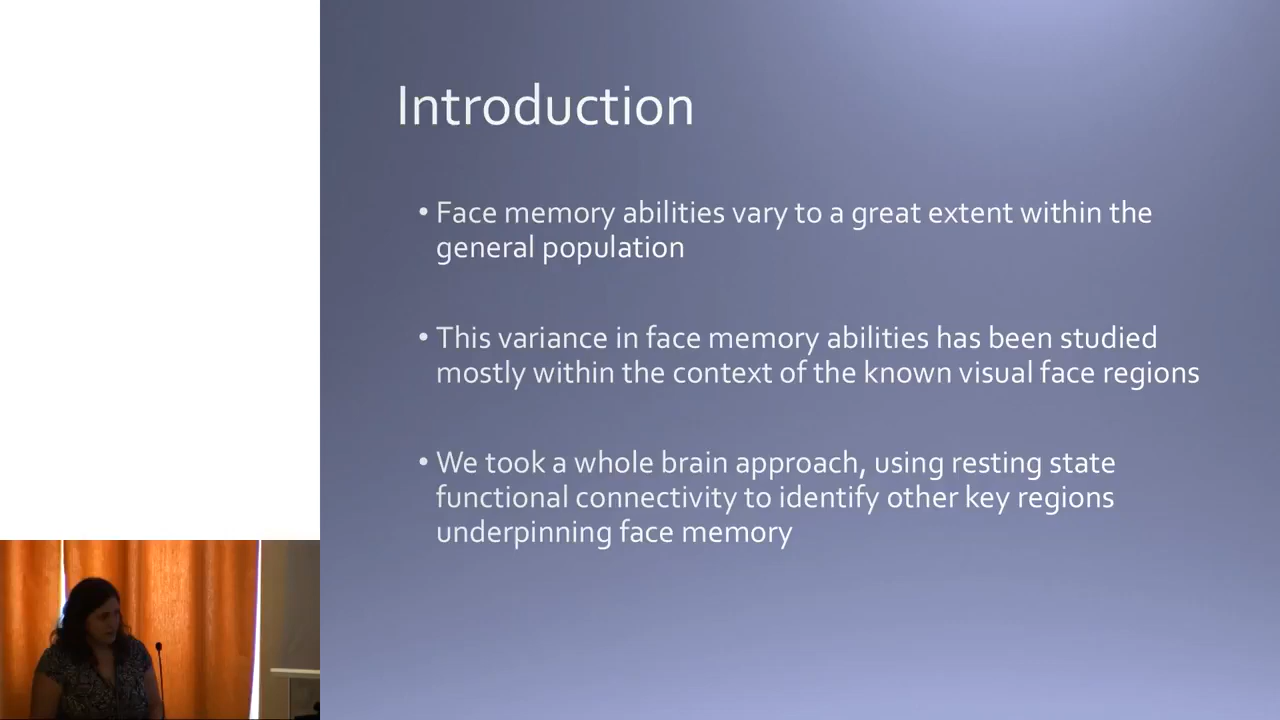 Introduction
• Face memory abilities vary to a great extent within the
general population
• This variance in face memory abilities has been studied
mostly within the context of the known visual face regions
• We took a whole brain approach, using resting state
functional connectivity to identify other key regions
underpinning face memory